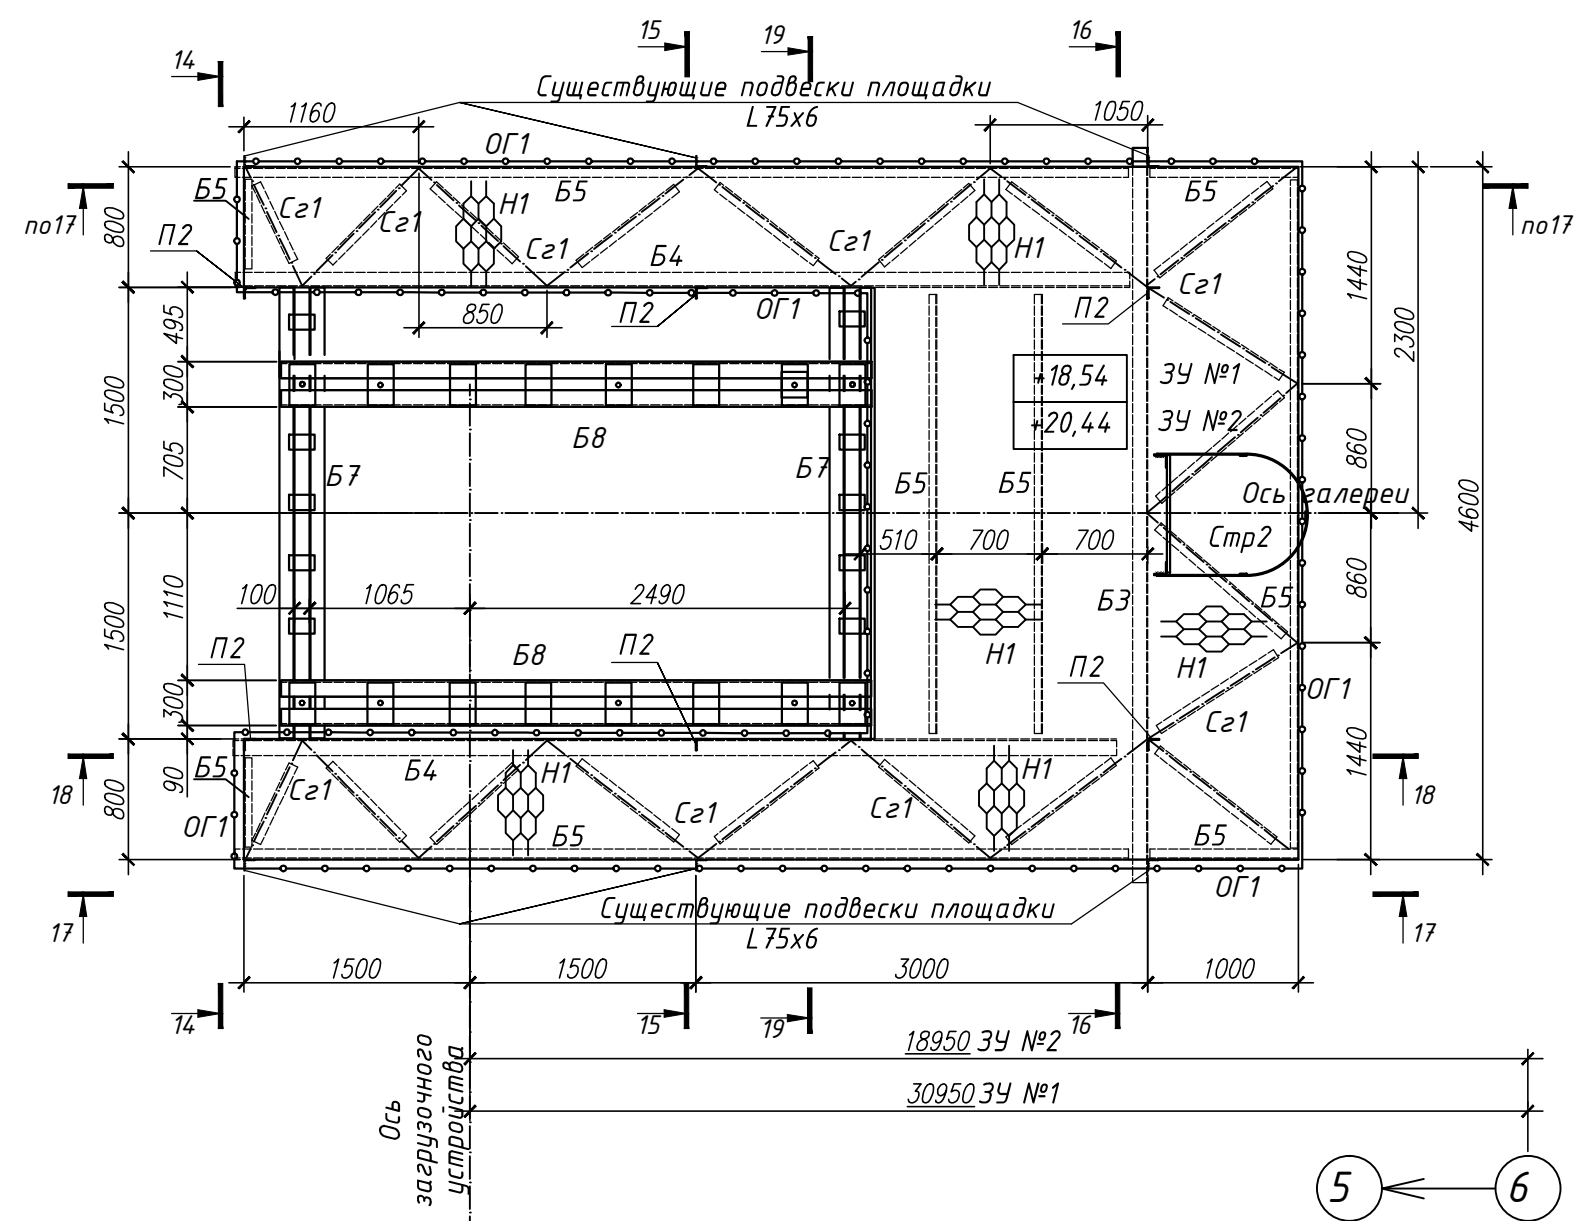 15
19
16
14
Существующие подвески площадки
L75x6
1160
1050
ОГ1
Б5
Сг1
Сг1
Н1
Б5
Сг1
Б4
Сг1
Н1
Б5
Сг1
по17
по17
П2
800
П2
ОГ1
П2
850
495
300
1500
705
1440
2300
+18,54
ЗУ №1
+20,44
ЗУ №2
Б8
Б7
Б7
Б5
Б5
860
4600
Ось галереи
Стр2
510
700
700
100
1065
2490
Б3
Б5
860
1110
1500
Н1
Н1
П2
Б8
П2
П2
300
ОГ1
Сг1
1440
Б5
Сг1
Б4
Н1
Сг1
Сг1
Н1
Б5
Б5
90
800
18
18
ОГ1
ОГ1
17
17
Существующие подвески площадки
L75x6
1500
1500
3000
1000
14
15
19
16
18950 ЗУ №2
30950 ЗУ №1
Ось
загрузочного
устройства
5
6